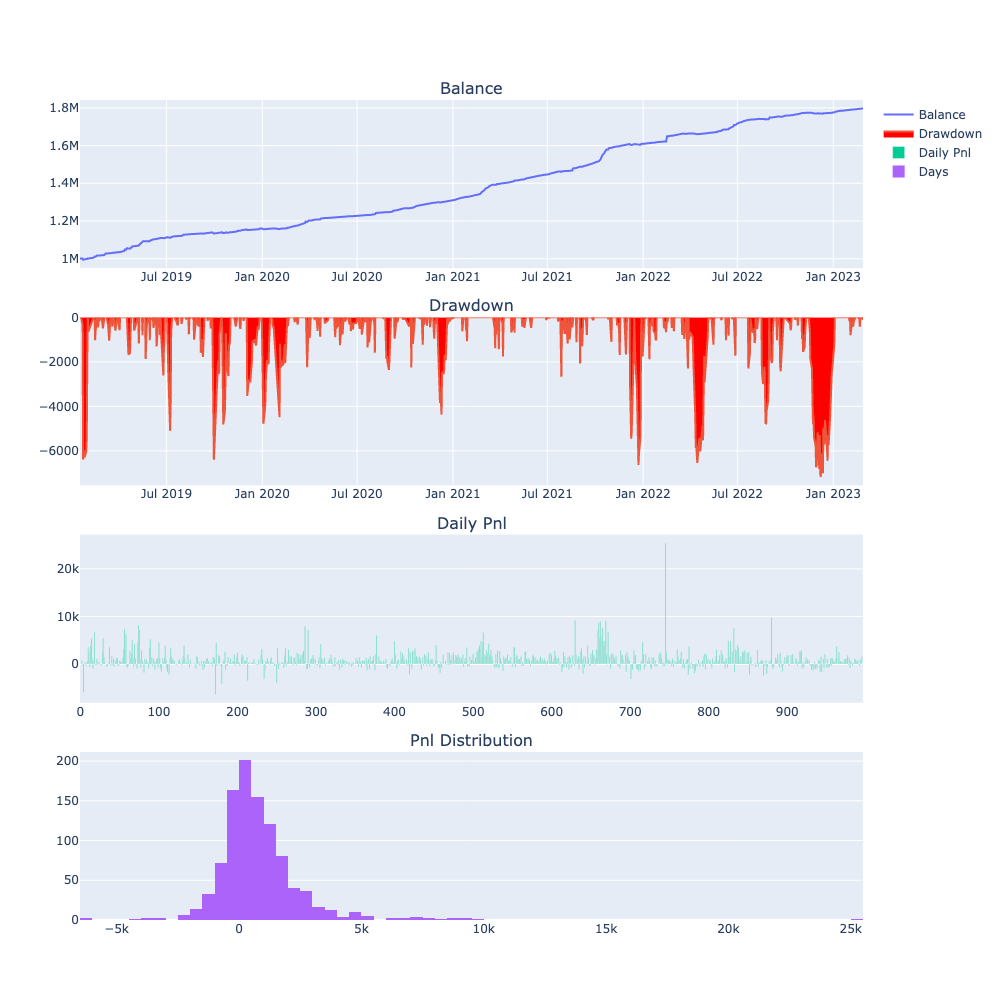 Balance
1.8M
1.6M
1.4M
1.2M
1M
Jul 2019 Jan 2020 Jul 2020 Jan 2021 Jul 2021 Jan 2022 Jul 2022 Jan 2023
Balance
Drawdown
Daily Pnl
Days
Drawdown
0
−2000
−4000
−6000
Jul 2019 Jan 2020 Jul 2020 Jan 2021 Jul 2021 Jan 2022 Jul 2022 Jan 2023
Daily Pnl
20k
10k
0
0 100 200 300 400 500 600 700 800 900
Pnl Distribution
200
150
100
50
0
−5k 0 5k 10k 15k 20k 25k